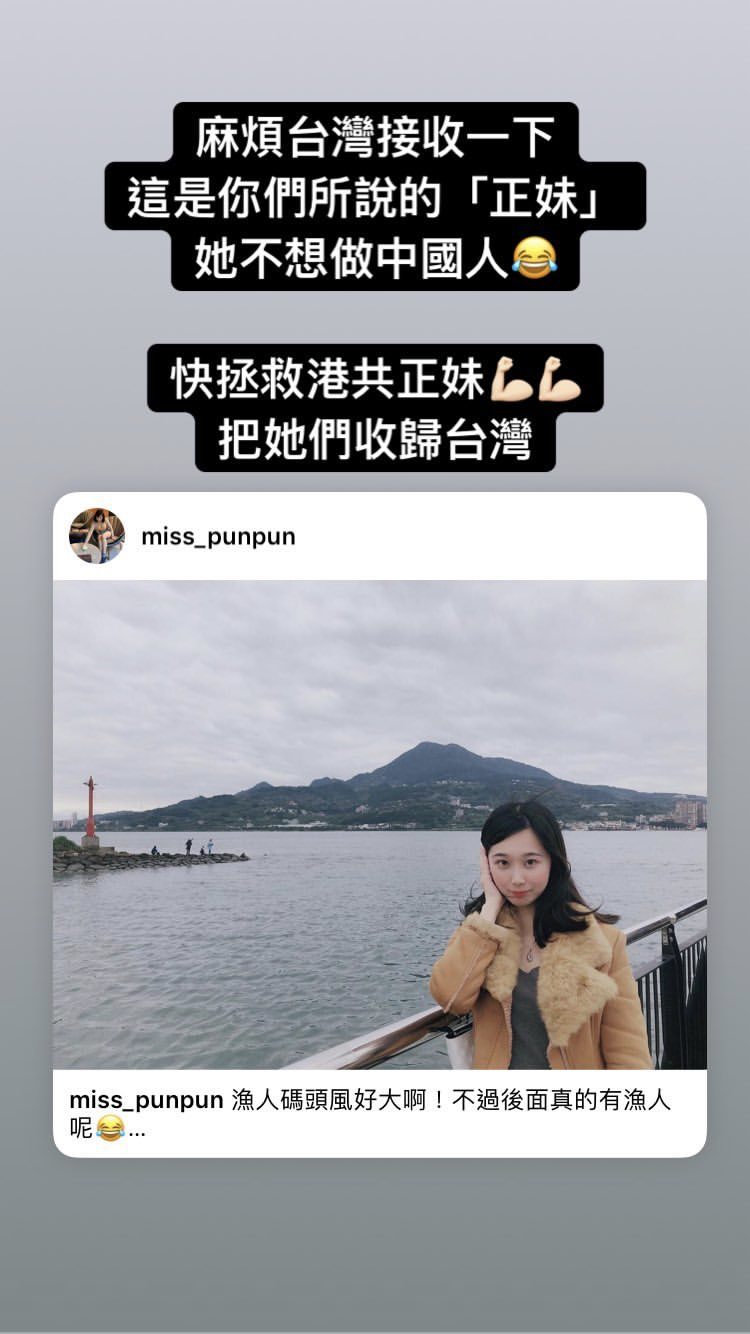 麻煩台灣接收一下
這是你們所說的「正妹」
她不想做中國人😂
快拯救港共正妹💪🏻💪🏻
把她們收歸台灣
miss_punpun
miss_punpun 漁人碼頭風好大啊！不過後面真的有漁人
呢😂...